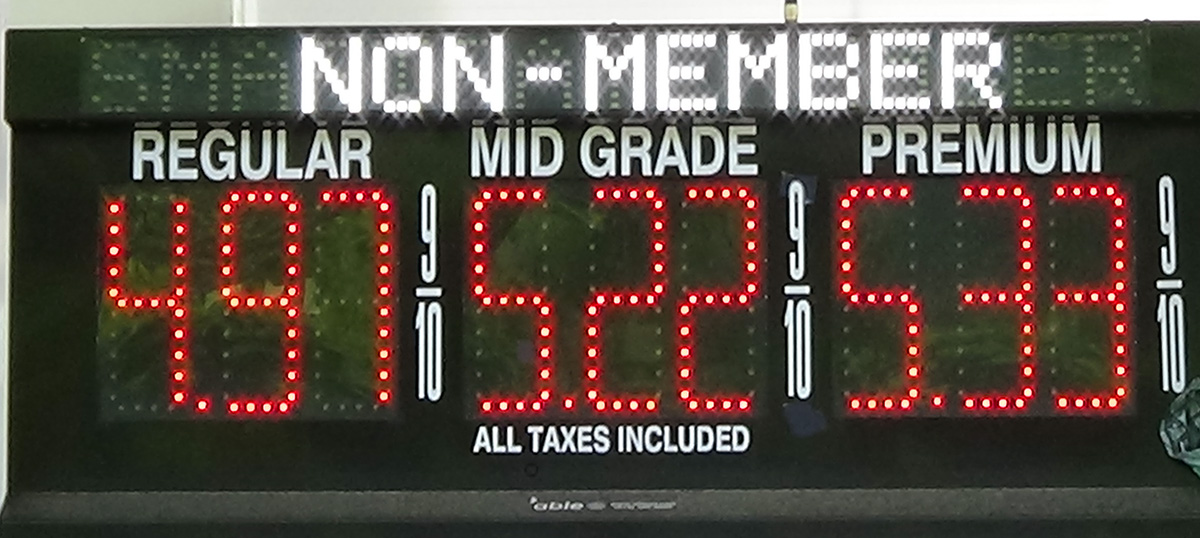 NON-MEMBER
REGULAR MID GRADE PREMIUM
4.97 9/10 5.22 9/10 5.33 9/10
ALL TAXES INCLUDED
able